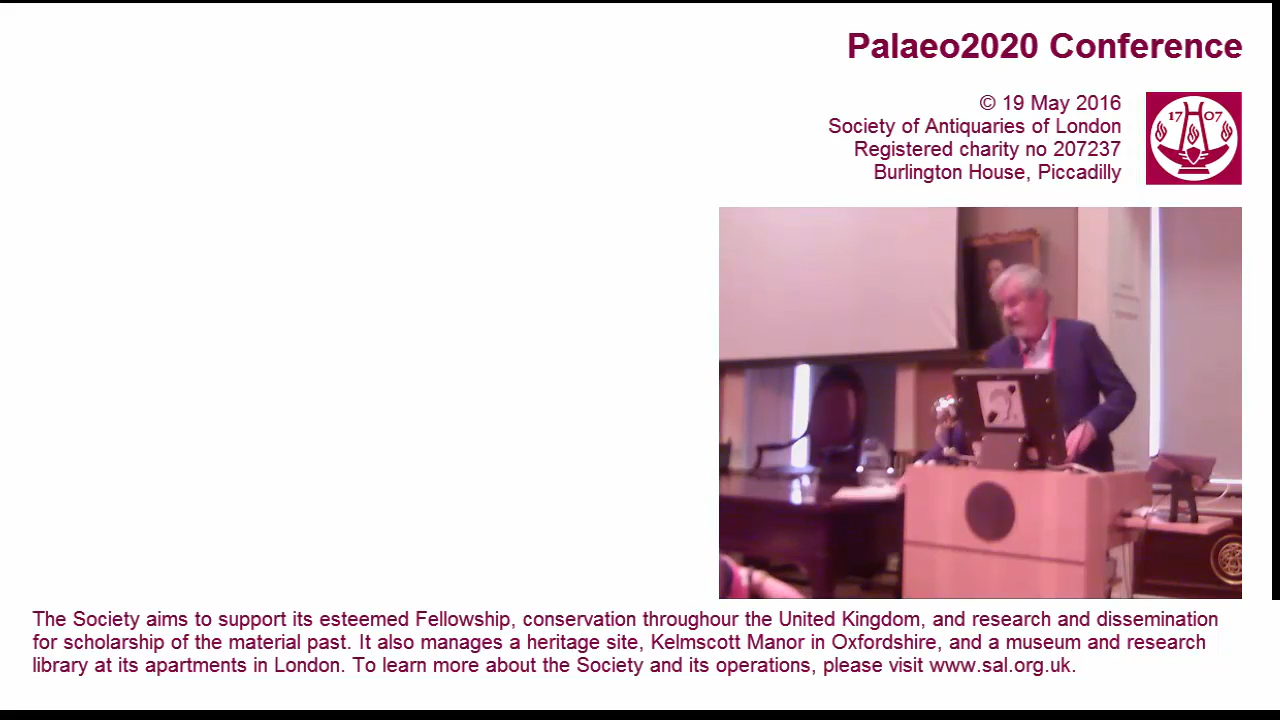 Palaeo2020 Conference
© 19 May 2016
Society of Antiquaries of London
Registered charity no 207237
Burlington House, Piccadilly
17 07
The Society aims to support its esteemed Fellowship, conservation throughour the United Kingdom, and research and dissemination
for scholarship of the material past. It also manages a heritage site, Kelmscott Manor in Oxfordshire, and a museum and research
library at its apartments in London. To learn more about the Society and its operations, please visit www.sal.org.uk.